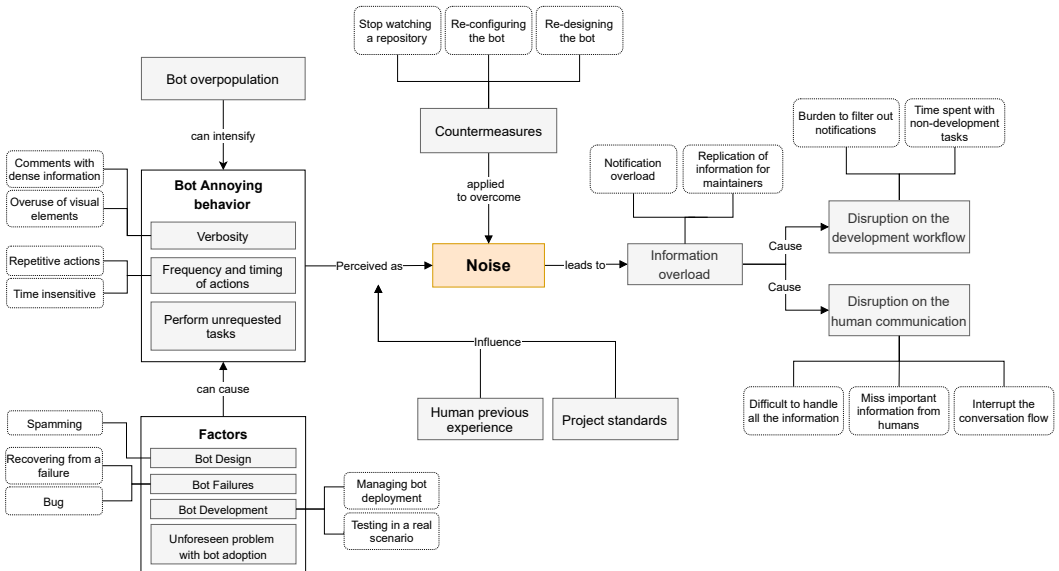 Stop watching
a repository
Re-configuring
the bot
Re-designing
the bot
Bot overpopulation
Countermeasures
can intensify
applied
to overcome
Comments with
dense information
Overuse of visual
elements
Repetitive actions
Time insensitive
Bot Annoying
behavior
Verbosity
Frequency and timing
of actions
Perform unrequested
tasks
Perceived as
Noise
leads to
Notification
overload
Replication of
information for
maintainers
Information
overload
Cause
Cause
Burden to filter out
notifications
Time spent with
non-development
tasks
Disruption on the
development workflow
Disruption on the
human communication
Difficult to handle
all the information
Miss important
information from
humans
Interrupt the
conversation flow
Influence
Human previous
experience
Project standards
can cause
Factors
Bot Design
Bot Failures
Bot Development
Unforeseen problem
with bot adoption
Spamming
Recovering from a
failure
Bug
Managing bot
deployment
Testing in a real
scenario